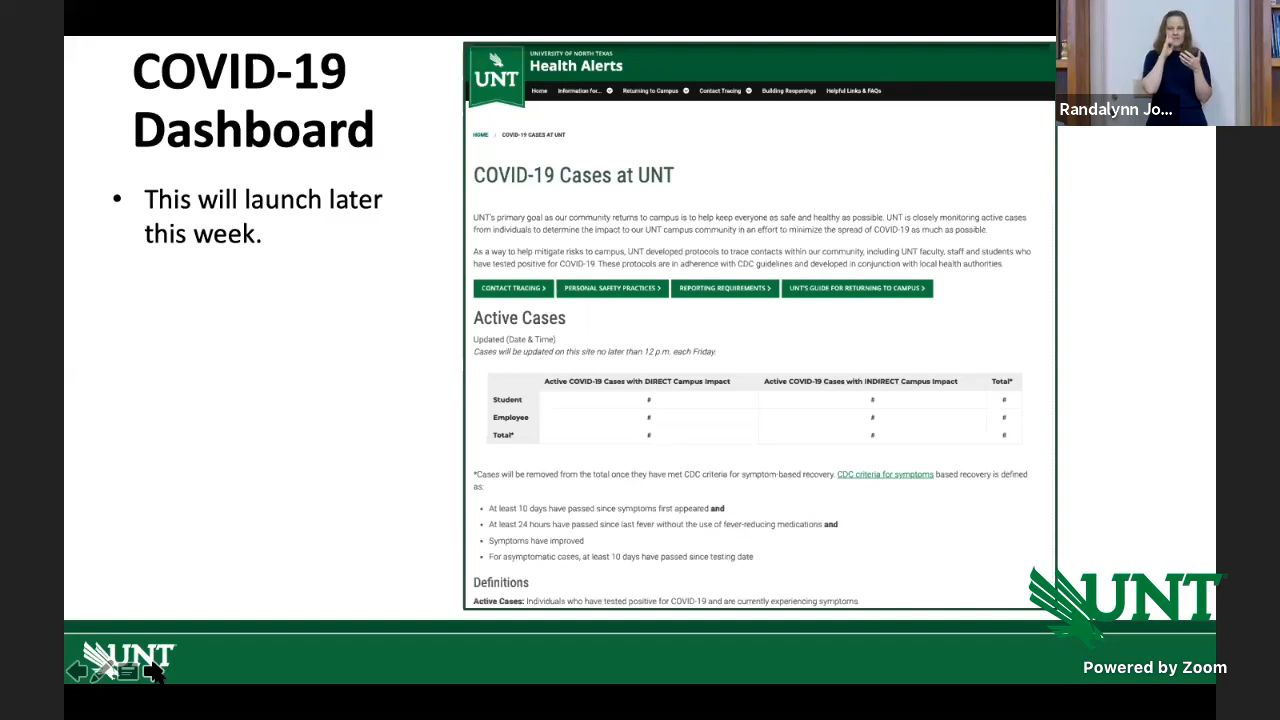 COVID-19
Dashboard
• This will launch later
this week.
UNT
UNIVERSITY OF NORTH TEXAS
Health Alerts
Home Information for... Returning to Campus Contact Tracing Building Reopenings Helpful Links & FAQs
HOME / COVID-19 CASES AT UNT
COVID-19 Cases at UNT
UNT's primary goal as our community returns to campus is to help keep everyone as safe and healthy as possible. UNT is closely monitoring active cases
from individuals to determine the impact to our UNT campus community in an effort to minimize the spread of COVID-19 as much as possible.
As a way to help mitigate risks to campus, UNT developed protocols to trace contacts within our community, including UNT faculty, staff and students who
have tested positive for COVID-19. These protocols are in adherence with CDC guidelines and developed in conjunction with local health authorities.
CONTACT TRACING > PERSONAL SAFETY PRACTICES > REPORTING REQUIREMENTS > UNT'S GUIDE FOR RETURNING TO CAMPUS >
Active Cases
Updated (Date & Time)
Cases will be updated on this site no later than 12 p.m. each Friday.
Active COVID-19 Cases with DIRECT Campus Impact Active COVID-19 Cases with INDIRECT Campus Impact Total*
Student # # #
Employee # # #
Total* # # #
*Cases will be removed from the total once they have met CDC criteria for symptom-based recovery. CDC criteria for symptoms based recovery is defined
as:
• At least 10 days have passed since symptoms first appeared and
• At least 24 hours have passed since last fever without the use of fever-reducing medications and
• Symptoms have improved
• For asymptomatic cases, at least 10 days have passed since testing date
Definitions
Active Cases: Individuals who have tested positive for COVID-19 and are currently experiencing symptoms.
Randalynn Jo...
UNT
UNT
Powered by Zoom